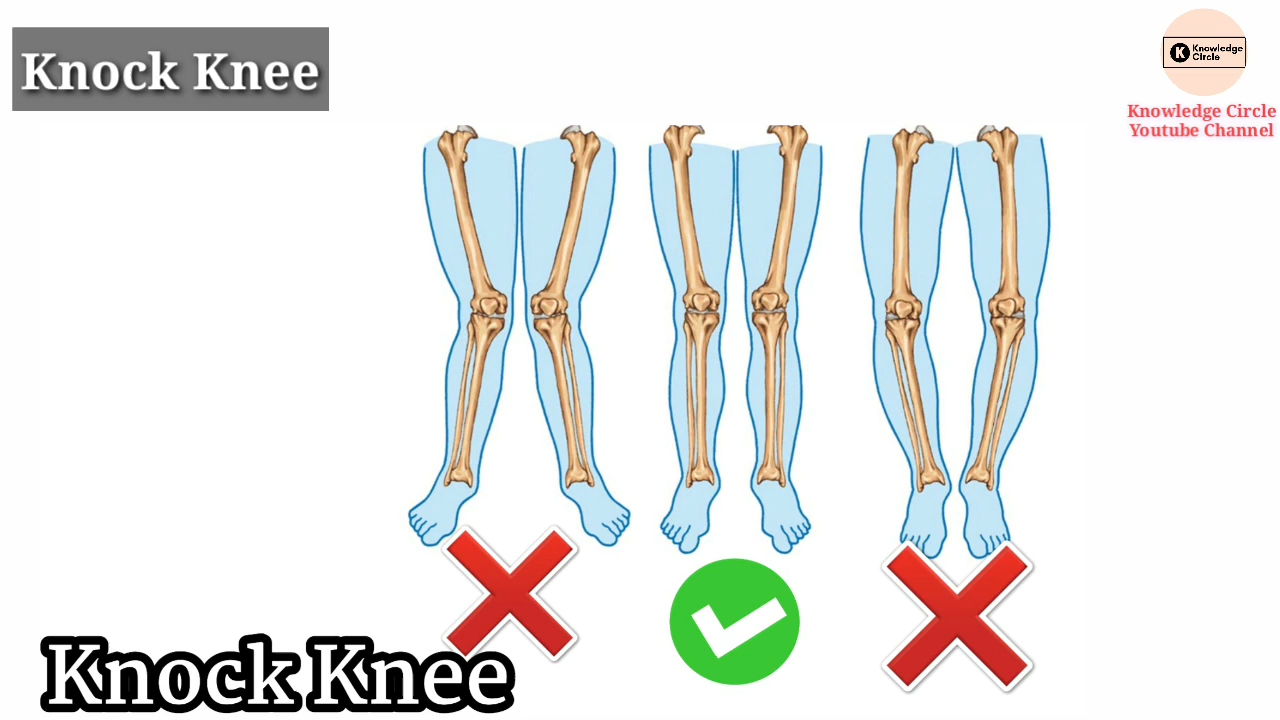 Knock Knee
K Knowledge
Circle
Knowledge Circle
Youtube Channel
Knock Knee